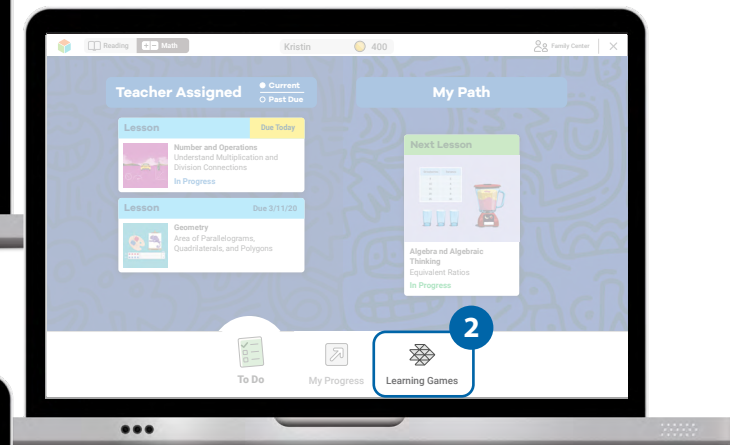 Reading
Math
Kristin
400
Family Center
Teacher Assigned
Current
Past Due
My Path
Lesson
Due Today
Number and Operations
Understand Multiplication and
Division Connections
In Progress
Lesson
Due 3/11/20
Geometry
Area of Parallelograms,
Quadrilaterals, and Polygons
Next Lesson
Algebra nd Algebraic
Thinking
Equivalent Ratios
In Progress
To Do
My Progress
Learning Games
2